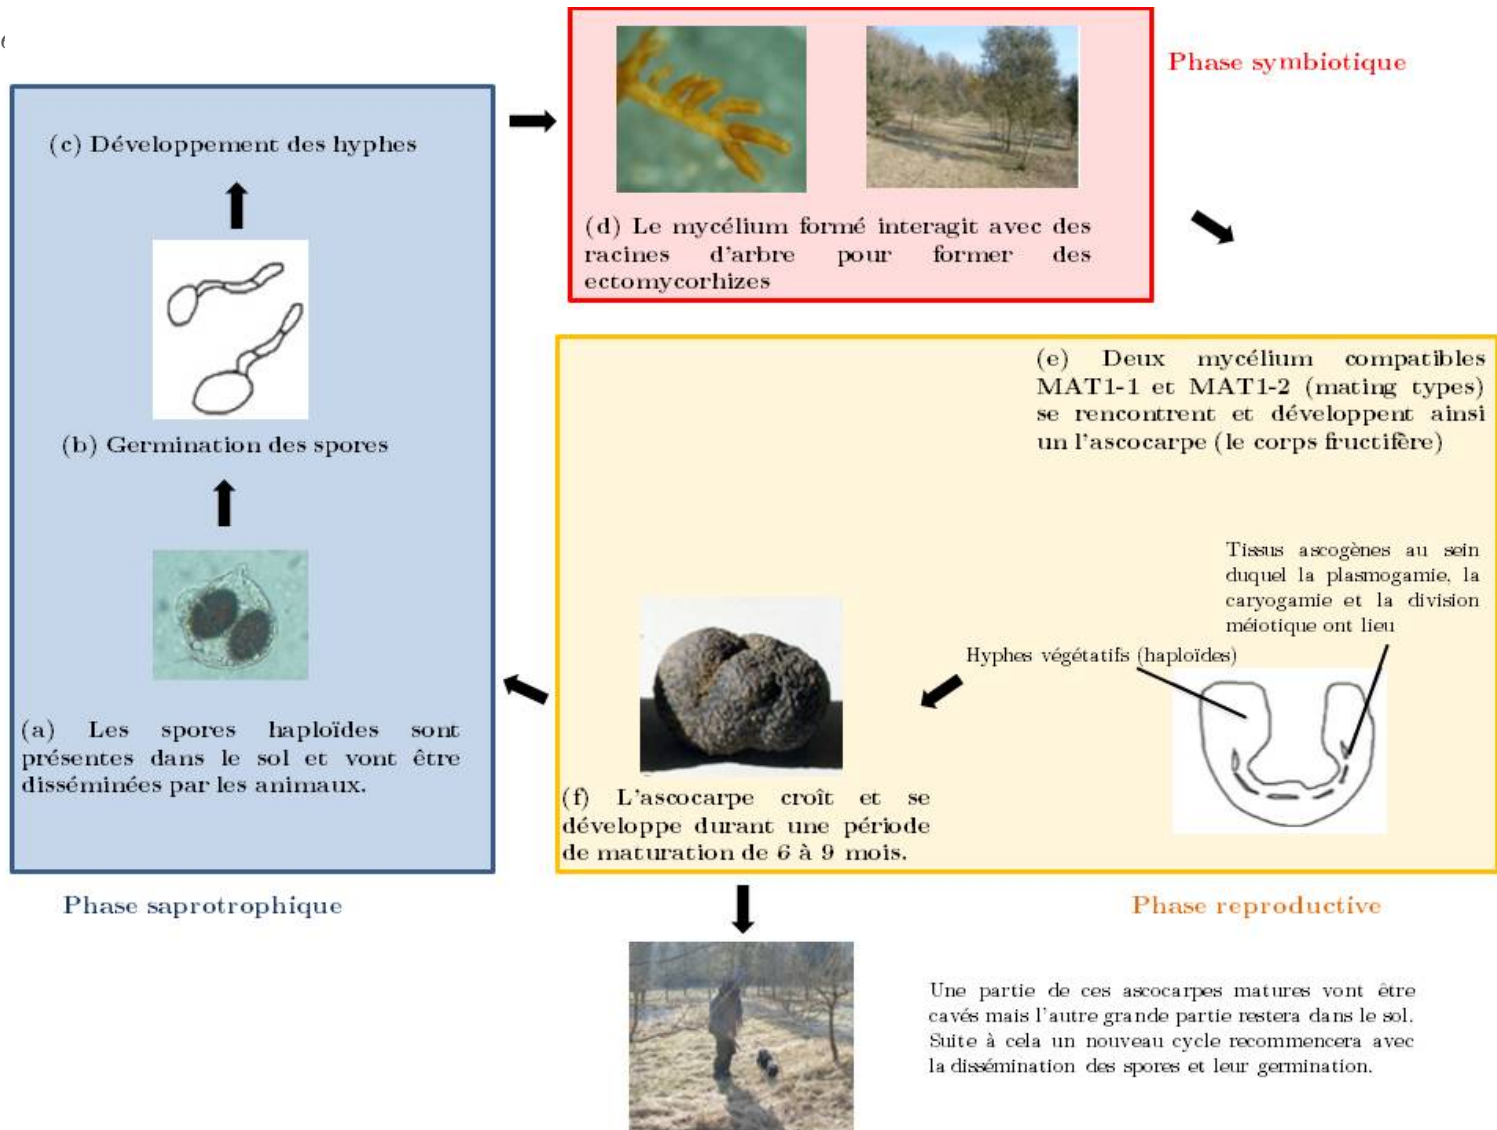 Phase symbiotique
(c) Développement des hyphes
(d) Le mycélium formé interagit avec des
racines d'arbre pour former des
ectomycorhizes
(b) Germination des spores
(e) Deux mycélium compatibles
MAT1-1 et MAT1-2 (mating types)
se rencontrent et développent ainsi
un l'ascocarpe (le corps fructifère)
Tissus ascogènes au sein
duquel la plasmogamie, la
caryogamie et la division
méiotique ont lieu
Hyphes végétatifs (haploïdes)
(a) Les spores haploïdes sont
présentes dans le sol et vont être
disséminées par les animaux.
(f) L'ascocarpe croît et se
développe durant une période
de maturation de 6 à 9 mois.
Phase saprotrophique
Phase reproductive
Une partie de ces ascocarpes matures vont être
cavés mais l'autre grande partie restera dans le sol.
Suite à cela un nouveau cycle recommencera avec
la dissémination des spores et leur germination.